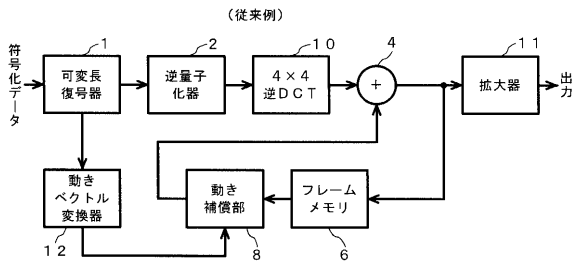 (従来例)
符号化データ
1
可変長
復号器
2
逆量子
化器
10
4×4
逆DCT
4
+
11
拡大器
出力
動き
ベクトル
変換器
12
動き
補償部
8
フレーム
メモリ
6